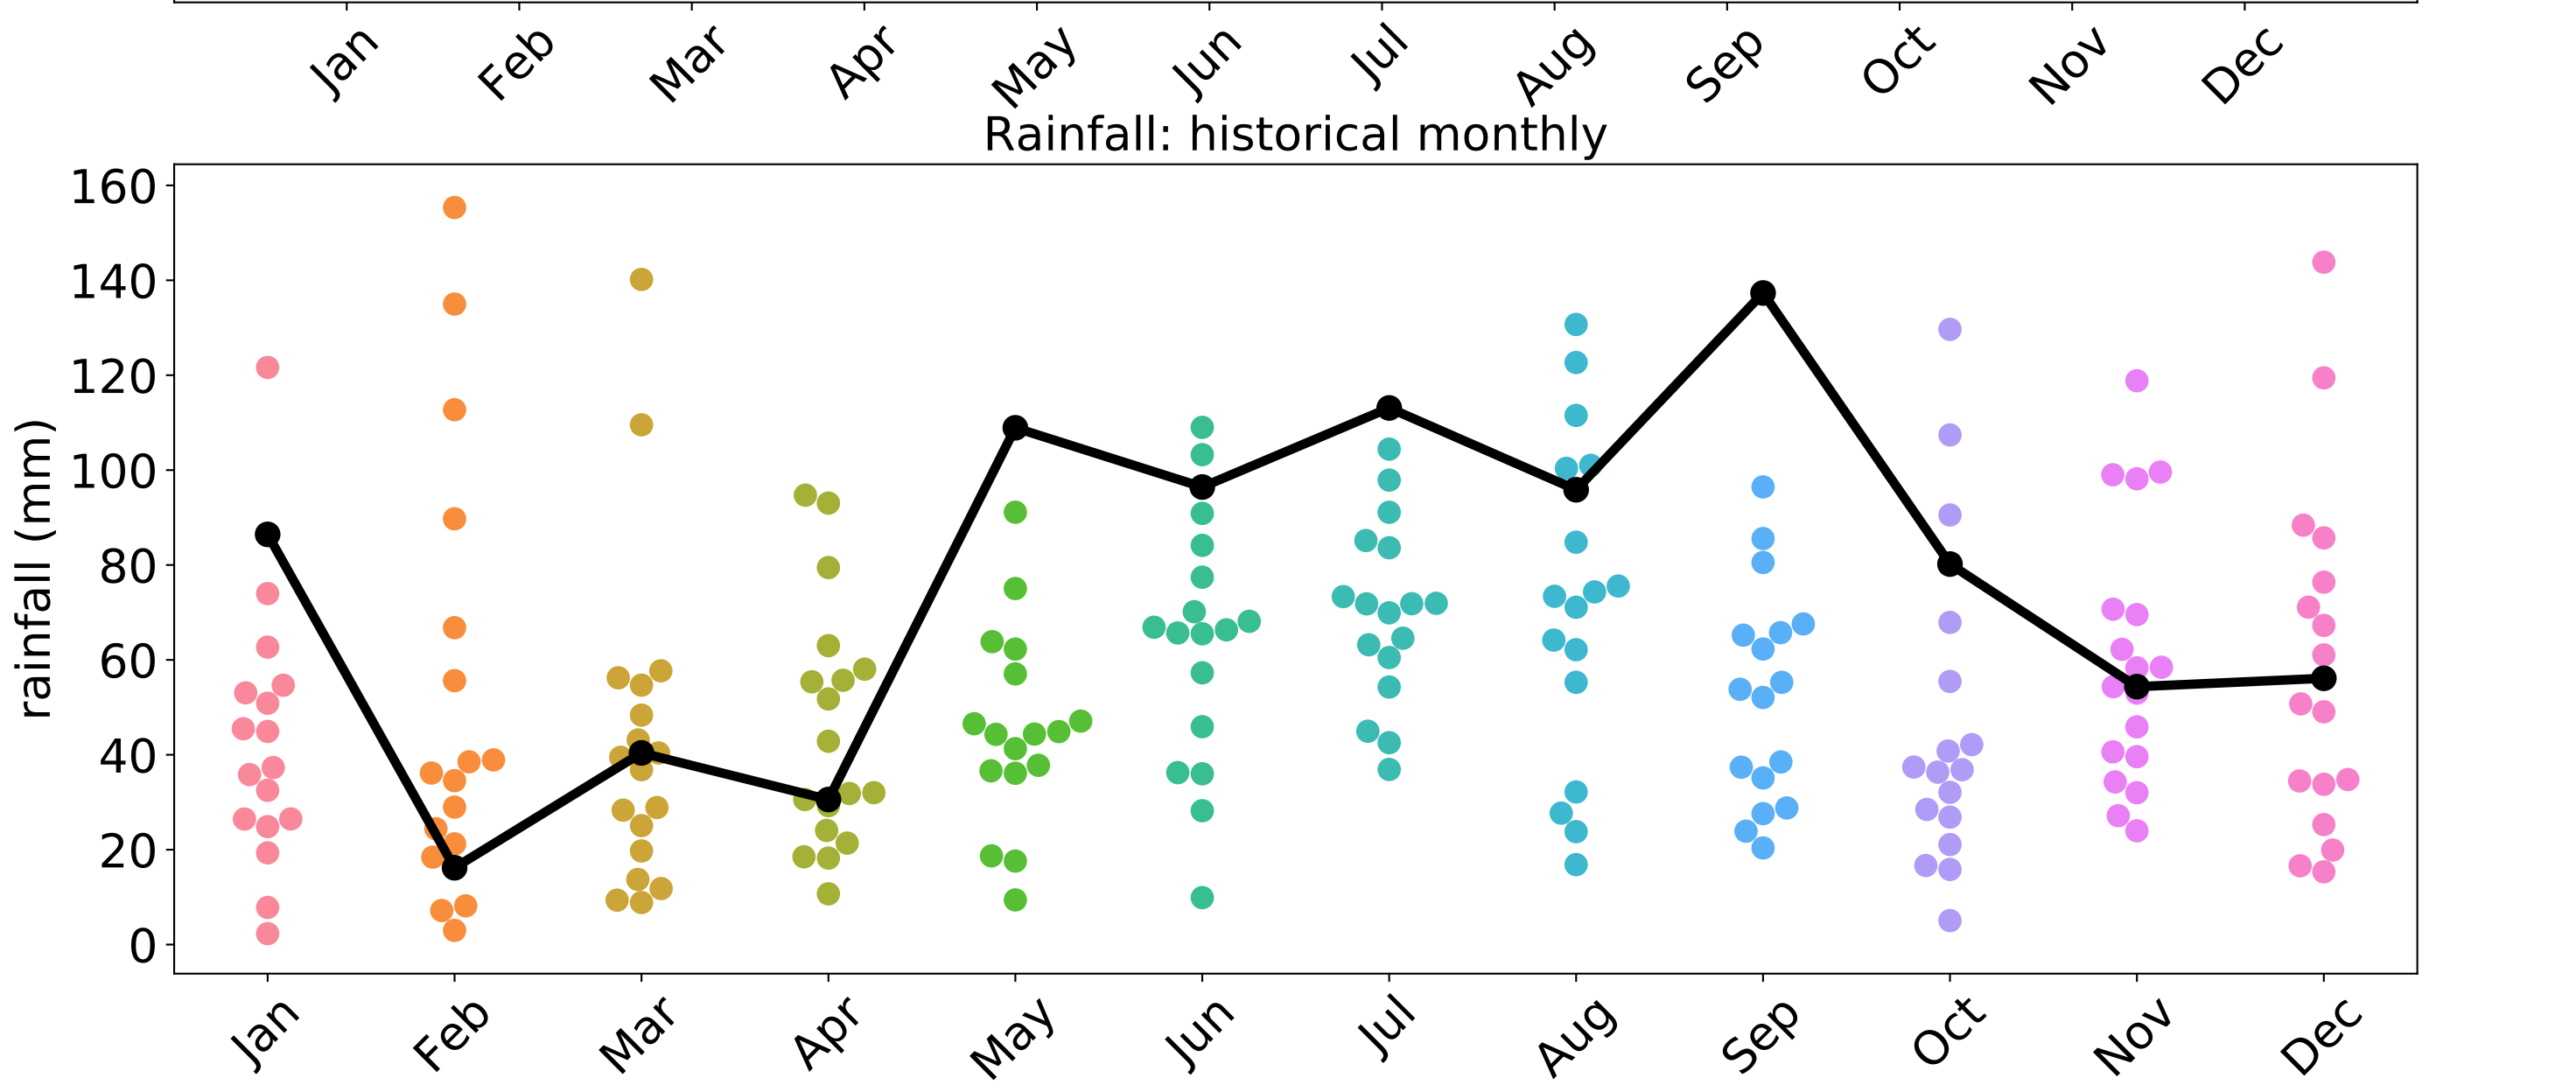 Jan Feb Mar Apr May Jun Jul Aug Sep Oct Nov Dec
Rainfall: historical monthly
160
140
120
100
80
60
40
20
0
rainfall (mm)
Jan Feb Mar Apr May Jun Jul Aug Sep Oct Nov Dec